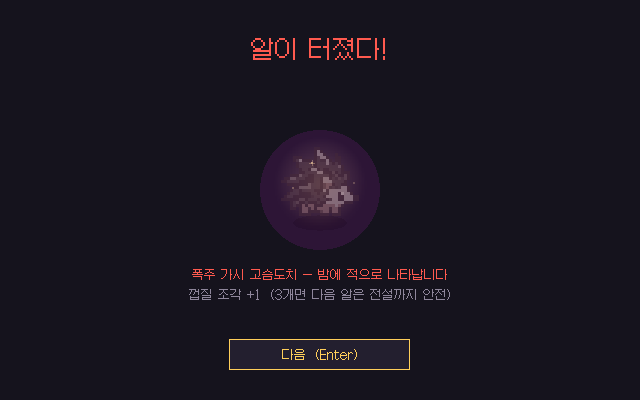 알이 터졌다!
폭주 가시 고슴도치 - 밤에 적으로 나타납니다
껍질 조각 +1 (3개면 다음 알은 전설까지 안전)
다음 (Enter)